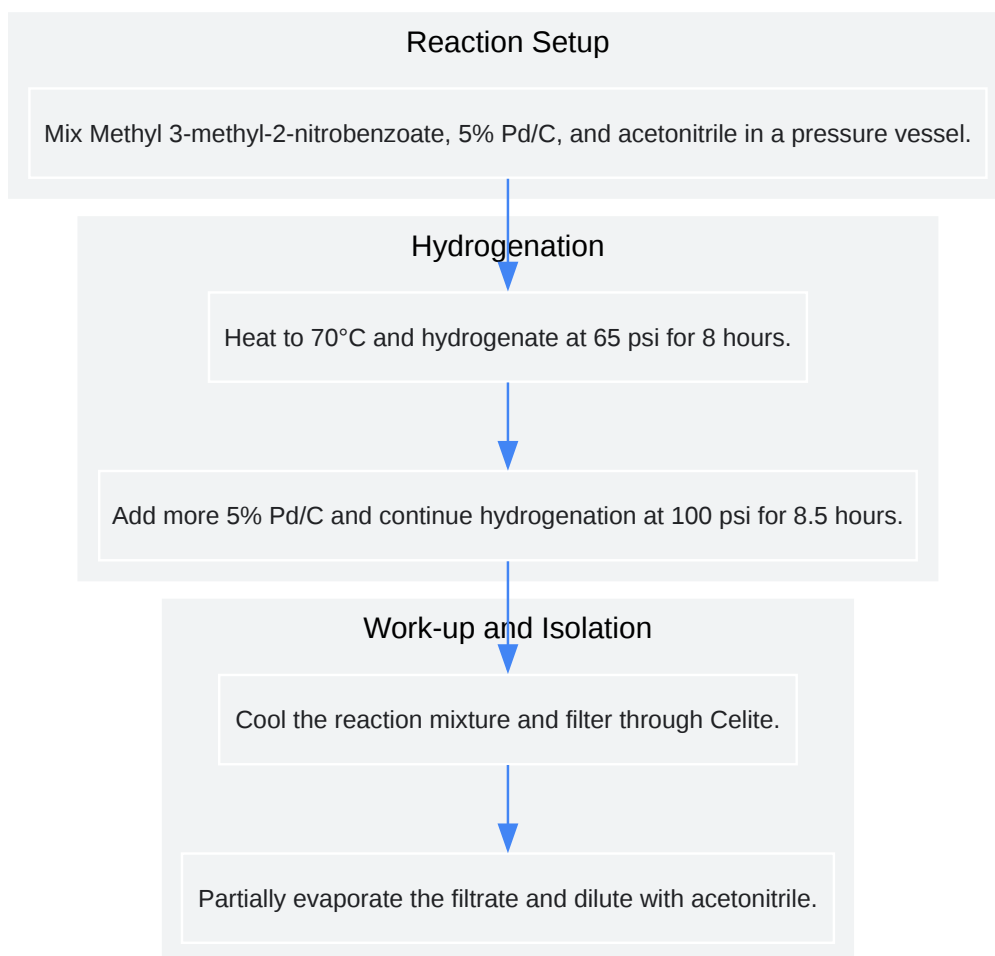 Reaction Setup
Mix Methyl 3-methyl-2-nitrobenzoate, 5% Pd/C, and acetonitrile in a pressure vessel.
Hydrogenation
Heat to 70°C and hydrogenate at 65 psi for 8 hours.
Add more 5% Pd/C and continue hydrogenation at 100 psi for 8.5 hours.
Work-up and Isolation
Cool the reaction mixture and filter through Celite.
Partially evaporate the filtrate and dilute with acetonitrile.